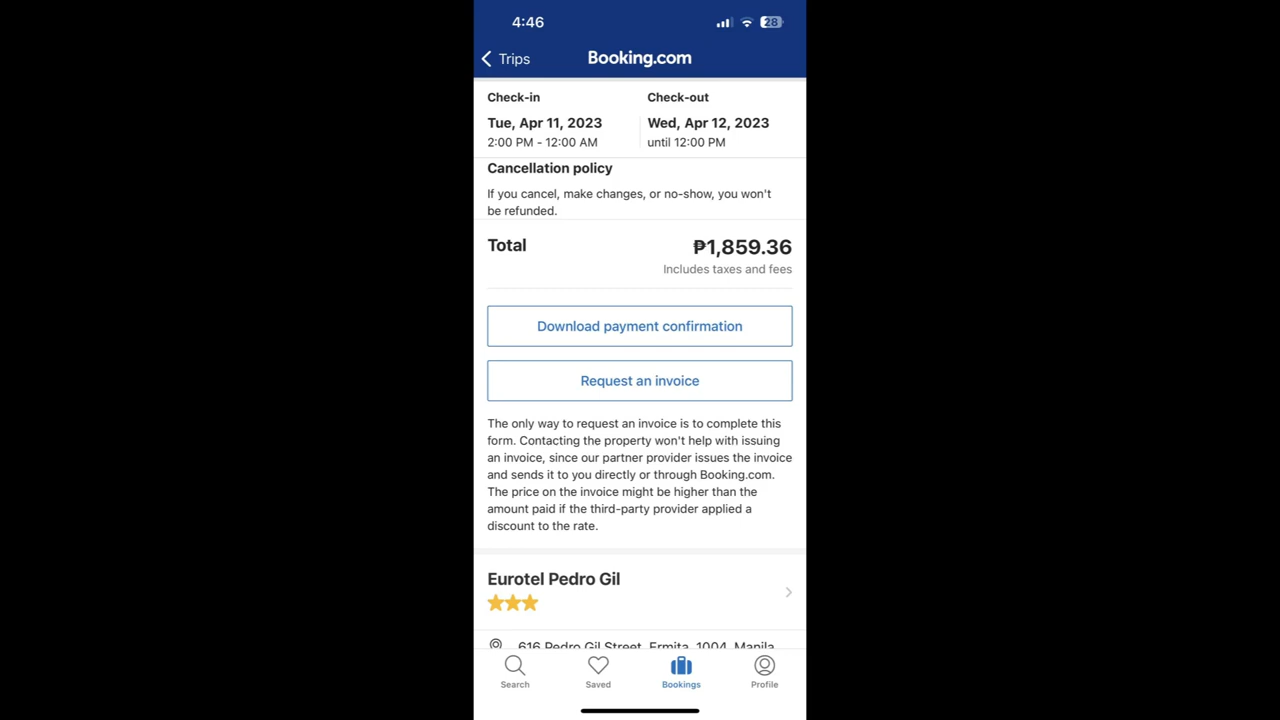 4:46
28
Trips
Booking.com
Check-in
Check-out
Tue, Apr 11, 2023
Wed, Apr 12, 2023
2:00 PM - 12:00 AM
until 12:00 PM
Cancellation policy
If you cancel, make changes, or no-show, you won't
be refunded.
Total
₱1,859.36
Includes taxes and fees
Download payment confirmation
Request an invoice
The only way to request an invoice is to complete this
form. Contacting the property won't help with issuing
an invoice, since our partner provider issues the invoice
and sends it to you directly or through Booking.com.
The price on the invoice might be higher than the
amount paid if the third-party provider applied a
discount to the rate.
Eurotel Pedro Gil
616 Pedro Gil Street, Ermita, 1004, Manila
Search
Saved
Bookings
Profile